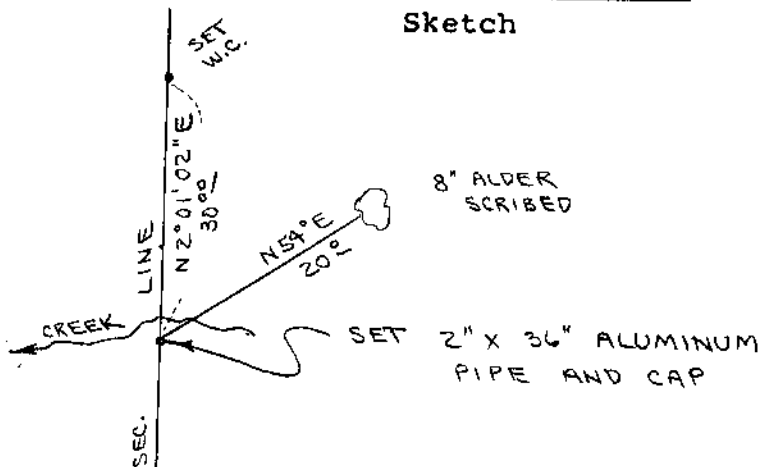 Sketch
SET
W.C.
N2°01'02"E
30.00
LINE
8" ALDER
SCRIBED
N54°E
20.0
CREEK
SET 2" X 36" ALUMINUM
PIPE AND CAP
SEC.